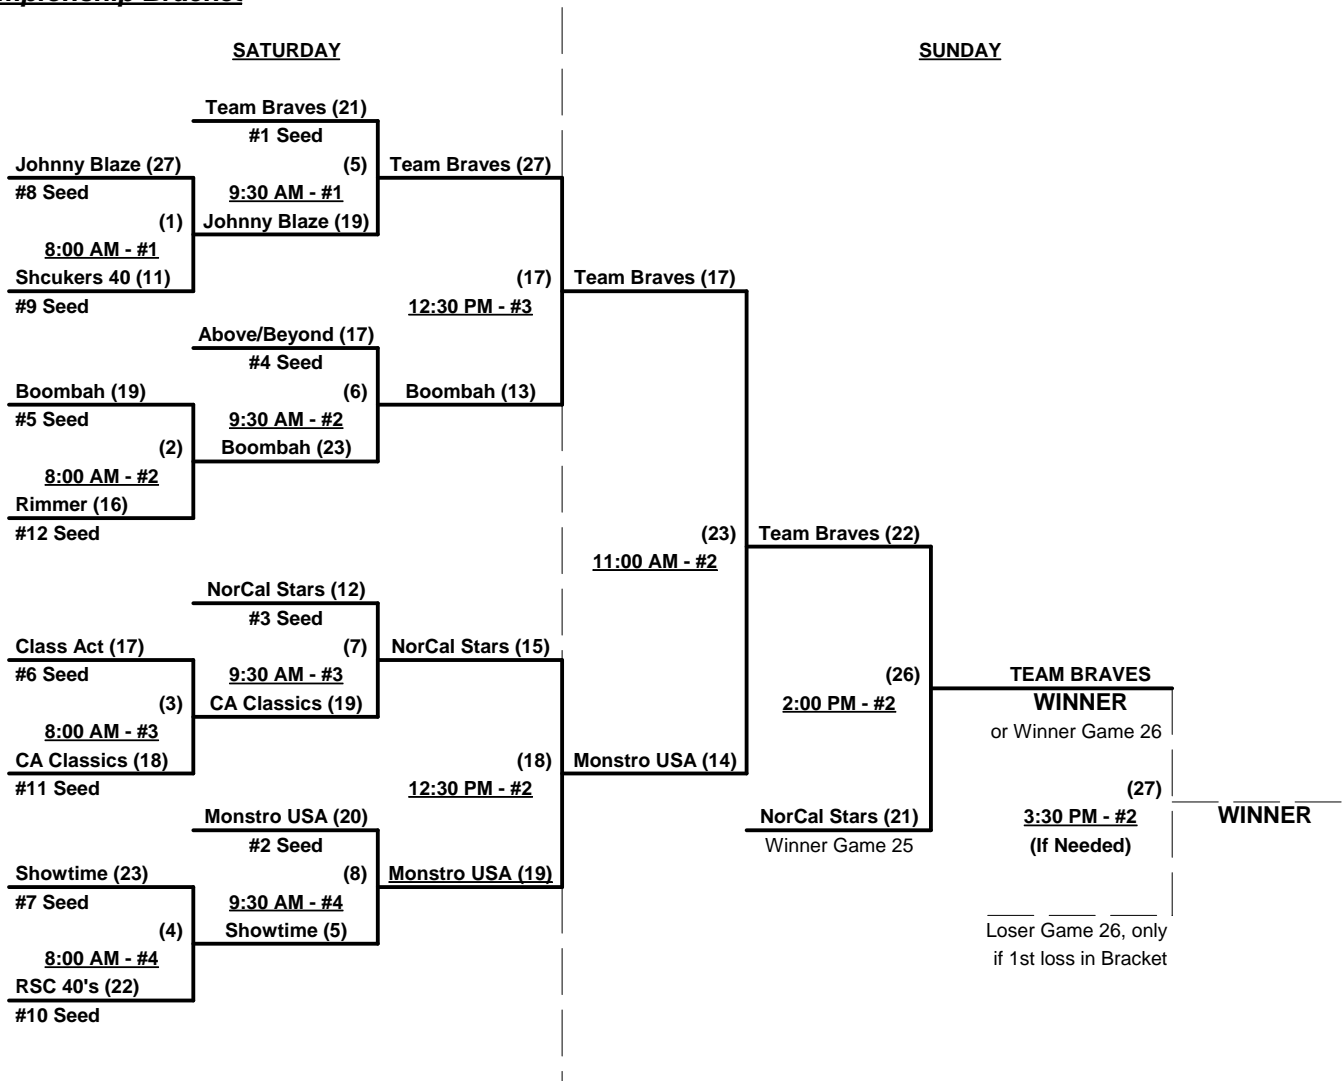 SATURDAY
SUNDAY
Team Braves (21)
#1 Seed
Johnny Blaze (27)
(5)
Team Braves (27)
#8 Seed
9:30 AM - #1
(1)
Johnny Blaze (19)
8:00 AM - #1
Shcukers 40 (11)
(17)
Team Braves (17)
#9 Seed
12:30 PM - #3
Above/Beyond (17)
#4 Seed
Boombah (19)
(6)
Boombah (13)
#5 Seed
9:30 AM - #2
(2)
Boombah (23)
8:00 AM - #2
Rimmer (16)
#12 Seed
(23)
Team Braves (22)
11:00 AM - #2
NorCal Stars (12)
#3 Seed
Class Act (17)
(7)
NorCal Stars (15)
#6 Seed
9:30 AM - #3
(26)
TEAM BRAVES
(3)
CA Classics (19)
2:00 PM - #2
WINNER
8:00 AM - #3
or Winner Game 26
CA Classics (18)
(18)
Monstro USA (14)
#11 Seed
12:30 PM - #2
(27)
Monstro USA (20)
NorCal Stars (21)
3:30 PM - #2
WINNER
#2 Seed
Winner Game 25
(If Needed)
Showtime (23)
(8)
Monstro USA (19)
#7 Seed
9:30 AM - #4
(4)
Showtime (5)
Loser Game 26, only
8:00 AM - #4
if 1st loss in Bracket
RSC 40's (22)
#10 Seed